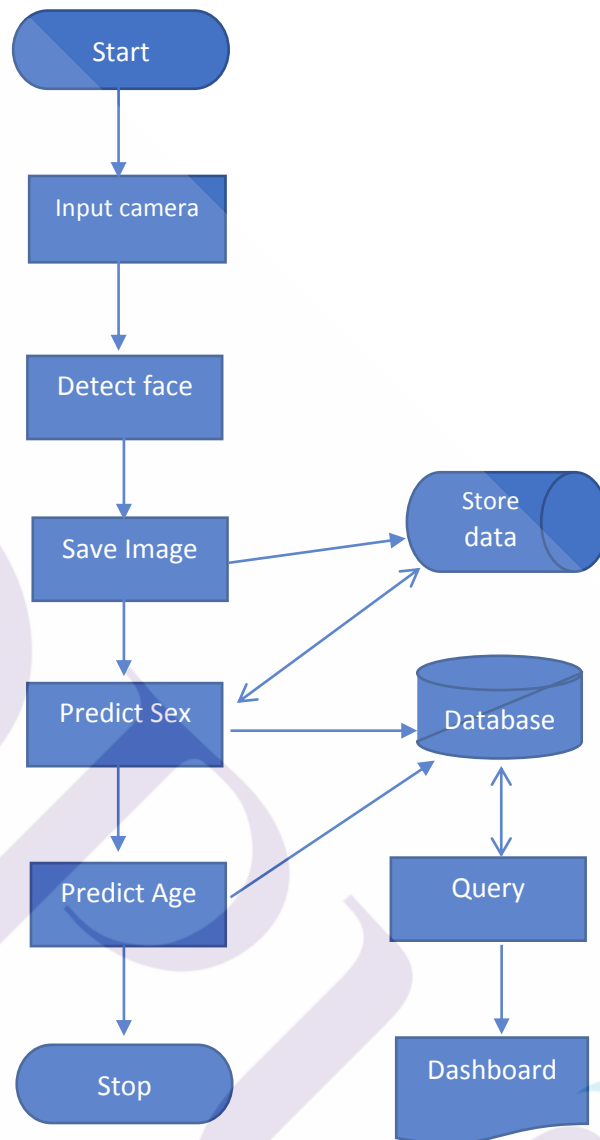 Start
Input camera
Detect face
Save Image
Store
data
Predict Sex
Database
Predict Age
Query
Stop
Dashboard